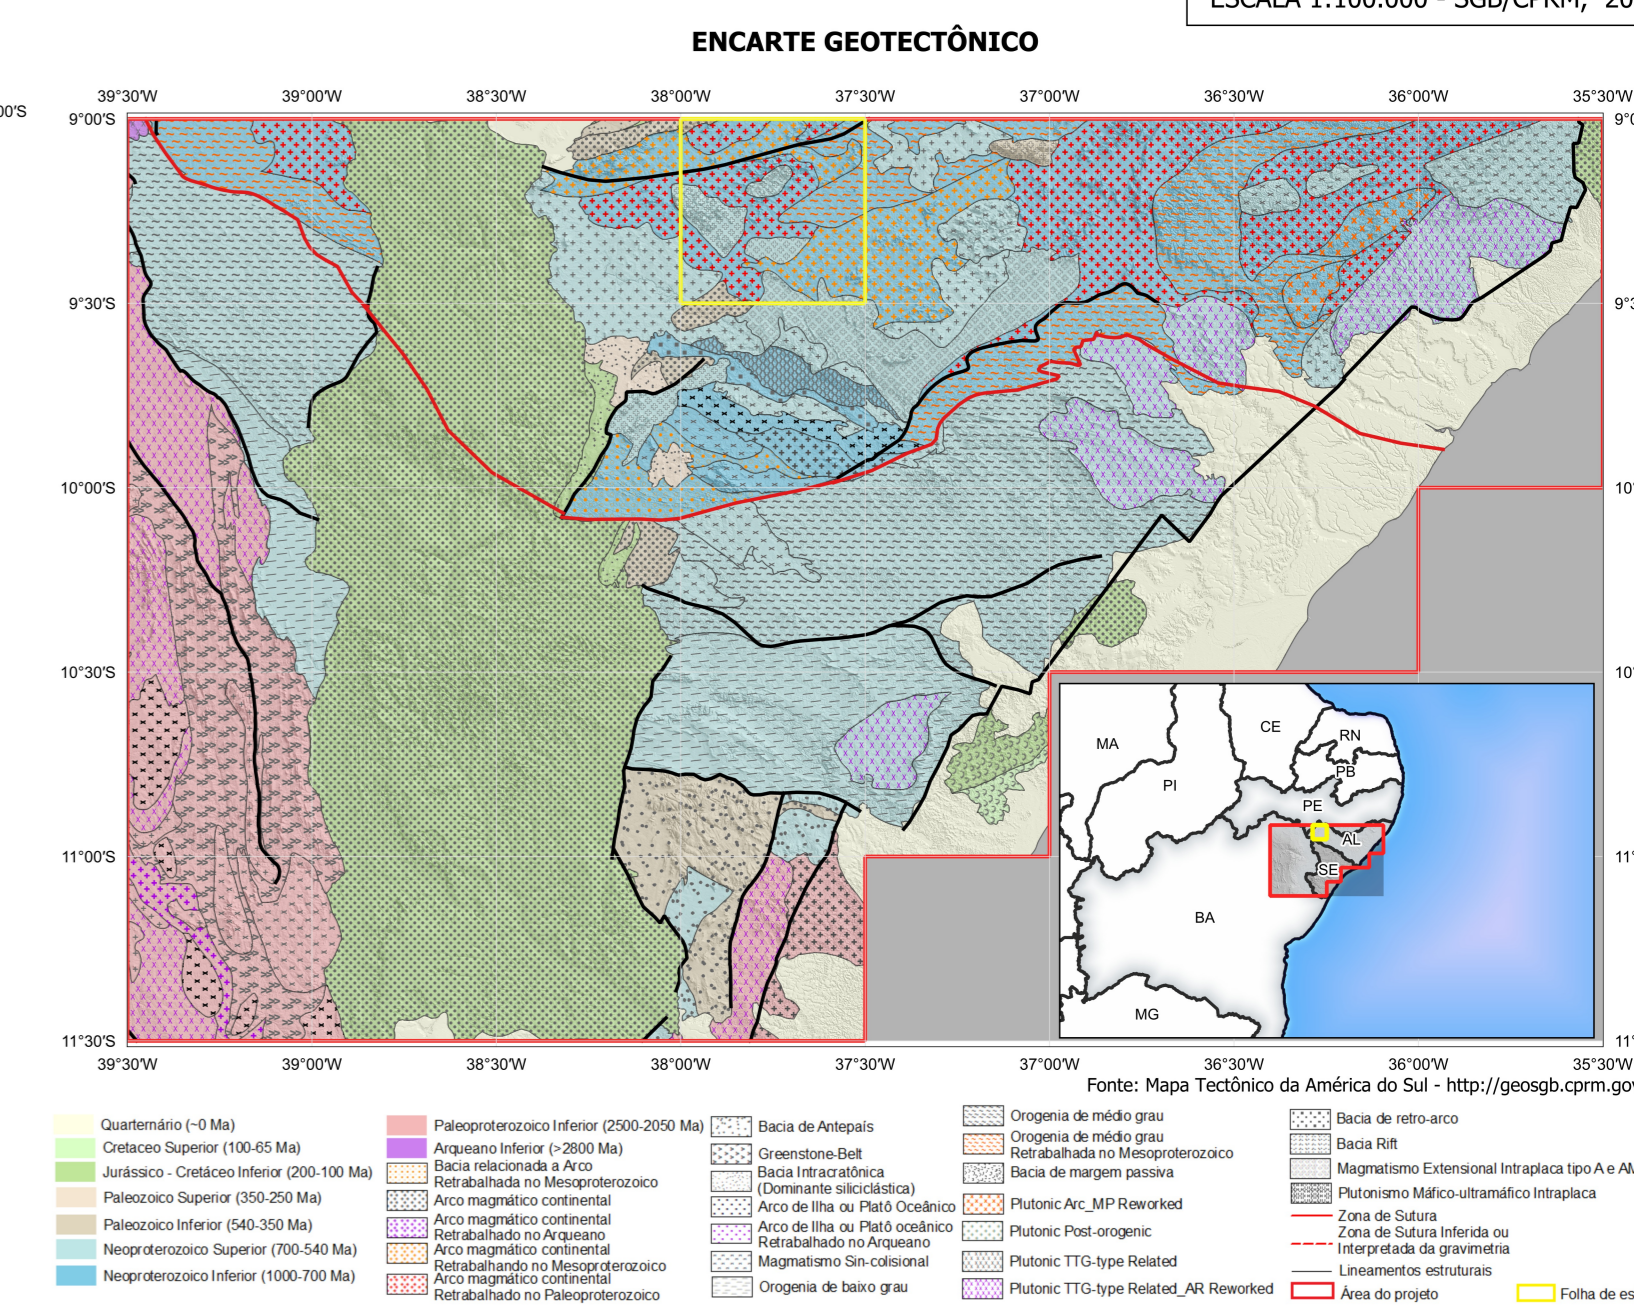 ESCALA 1:100.000 - SGB/CPRM, 20
ENCARTE GEOTECTÔNICO
39°30'W 39°00'W 38°30'W 38°00'W 37°30'W 37°00'W 36°30'W 36°00'W 35°30'W
00'S
9°00'S
9°30'S
10°00'S
10°30'S
11°00'S
11°30'S
MA
PI
CE
RN
PB
PE
AL
SE
BA
MG
39°30'W 39°00'W 38°30'W 38°00'W 37°30'W 37°00'W 36°30'W 36°00'W 35°30'W
Fonte: Mapa Tectônico da América do Sul - http://geosgb.cprm.gov
Quarternário (~0 Ma)
Cretaceo Superior (100-65 Ma)
Jurássico - Cretáceo Inferior (200-100 Ma)
Paleozoico Superior (350-250 Ma)
Paleozoico Inferior (540-350 Ma)
Neoproterozoico Superior (700-540 Ma)
Neoproterozoico Inferior (1000-700 Ma)
Paleoproterozoico Inferior (2500-2050 Ma)
Arqueano Inferior (>2800 Ma)
Bacia relacionada a Arco
Retrabalhada no Mesoproterozoico
Arco magmático continental
Arco magmático continental
Retrabalhado no Arqueano
Arco magmático continental
Retrabalhando no Mesoproterozoico
Arco magmático continental
Retrabalhado no Paleoproterozoico
Bacia de Antepaís
Greenstone-Belt
Bacia Intracratônica
(Dominante siliciclástica)
Arco de Ilha ou Platô Oceânico
Arco de Ilha ou Platô oceânico
Retrabalhado no Arqueano
Magmatismo Sin-colisional
Orogenia de baixo grau
Orogenia de médio grau
Orogenia de médio grau
Retrabalhada no Mesoproterozoico
Bacia de margem passiva
Plutonic Arc_MP Reworked
Plutonic Post-orogenic
Plutonic TTG-type Related
Plutonic TTG-type Related_AR Reworked
Bacia de retro-arco
Bacia Rift
Magmatismo Extensional Intraplaca tipo A e AM
Plutonismo Máfico-ultramáfico Intraplaca
Zona de Sutura
Zona de Sutura Inferida ou
Interpretada da gravimetria
Lineamentos estruturais
Área do projeto
Folha de es